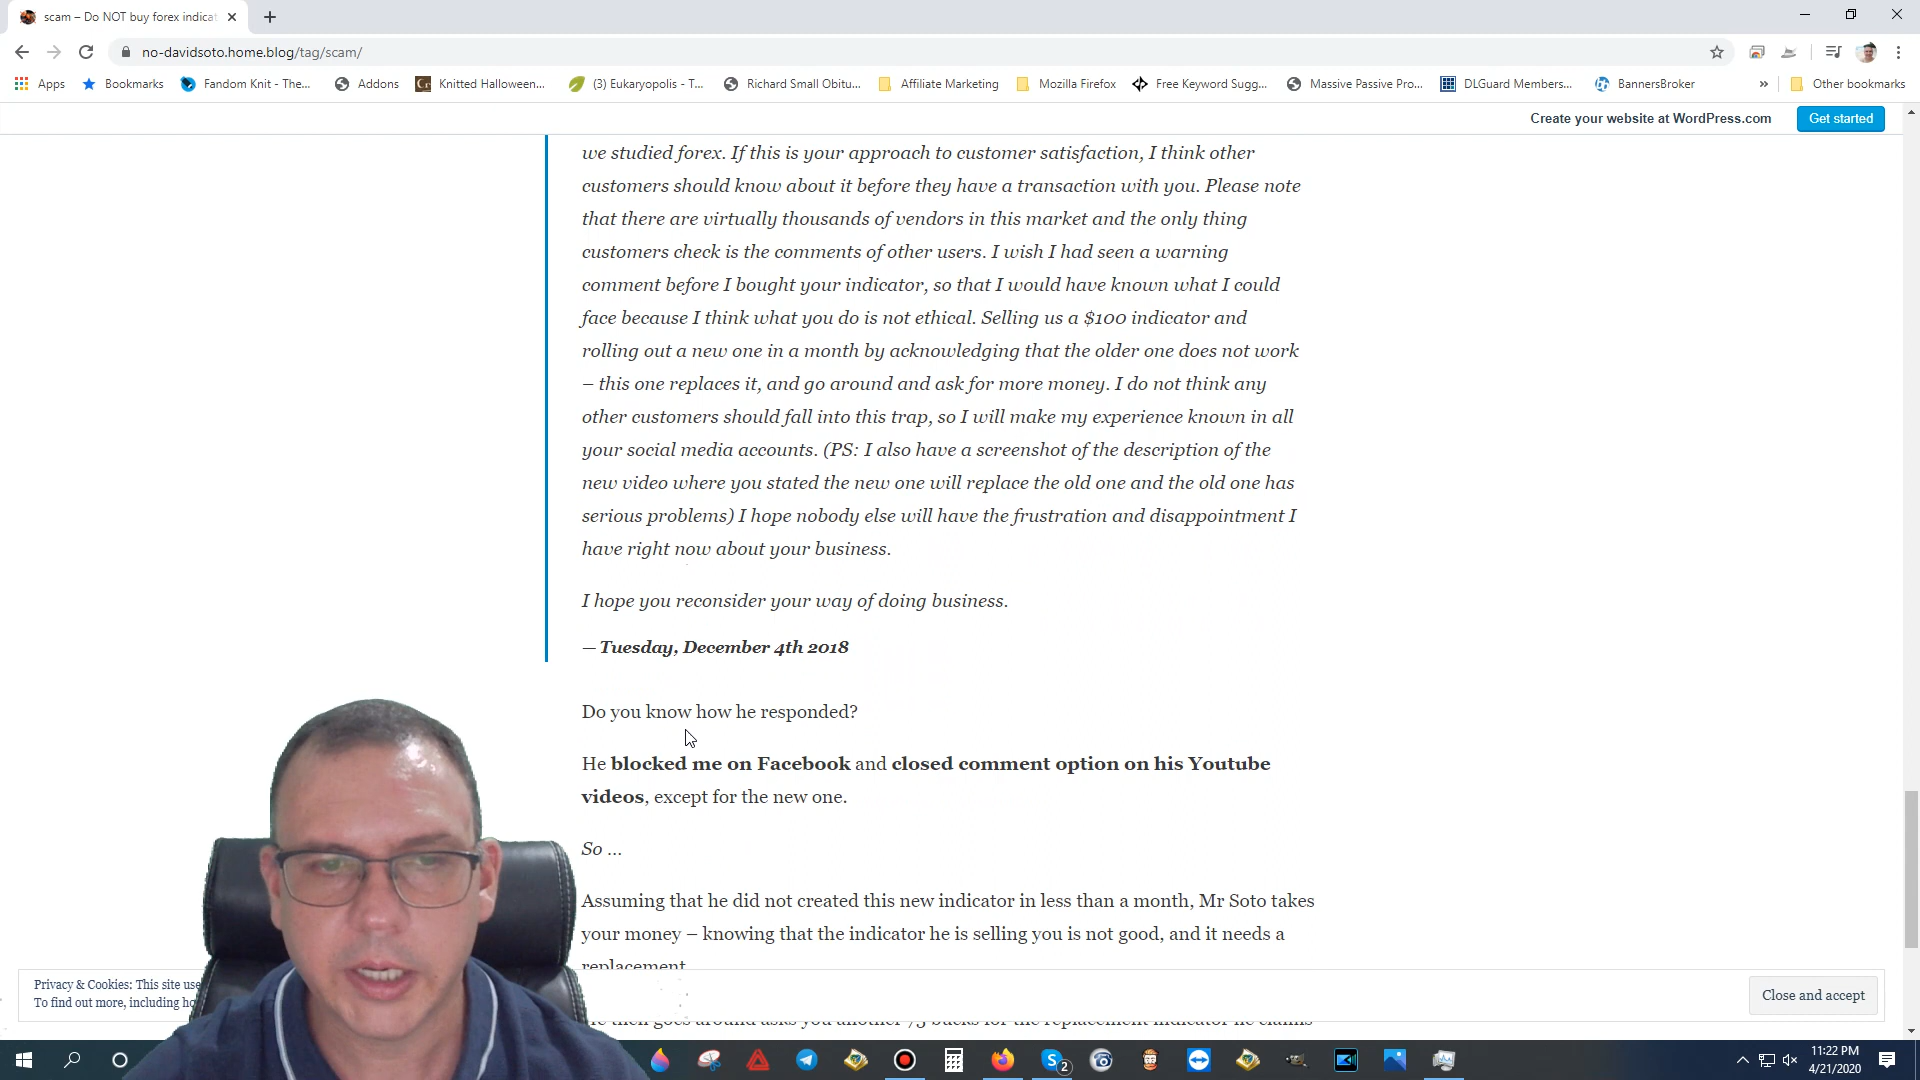 scam – Do NOT buy forex indicat
no-davidsoto.home.blog/tag/scam/
Apps Bookmarks Fandom Knit - The... Addons Knitted Halloween... (3) Eukaryopolis - T... Richard Small Obitu... Affiliate Marketing Mozilla Firefox Free Keyword Sugg... Massive Passive Pro... DLGuard Members... BannersBroker » Other bookmarks
Create your website at WordPress.com Get started
we studied forex. If this is your approach to customer satisfaction, I think other
customers should know about it before they have a transaction with you. Please note
that there are virtually thousands of vendors in this market and the only thing
customers check is the comments of other users. I wish I had seen a warning
comment before I bought your indicator, so that I would have known what I could
face because I think what you do is not ethical. Selling us a $100 indicator and
rolling out a new one in a month by acknowledging that the older one does not work
– this one replaces it, and go around and ask for more money. I do not think any
other customers should fall into this trap, so I will make my experience known in all
your social media accounts. (PS: I also have a screenshot of the description of the
new video where you stated the new one will replace the old one and the old one has
serious problems) I hope nobody else will have the frustration and disappointment I
have right now about your business.
I hope you reconsider your way of doing business.
— Tuesday, December 4th 2018
Do you know how he responded?
He blocked me on Facebook and closed comment option on his Youtube
videos, except for the new one.
So ...
Assuming that he did not created this new indicator in less than a month, Mr Soto takes
your money – knowing that the indicator he is selling you is not good, and it needs a
replacement
Privacy & Cookies: This site use
To find out more, including ho
Close and accept
then goes around asks you another 75 bucks for the replacement indicator he claims
2
11:22 PM
4/21/2020